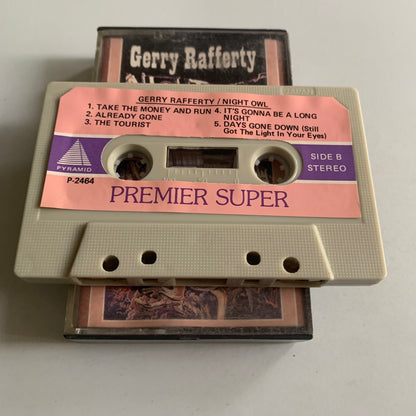 Gerry Rafferty
GERRY RAFFERTY / NIGHT OWL
1. TAKE THE MONEY AND RUN
2. ALREADY GONE
3. THE TOURIST
4. IT'S GONNA BE A LONG
NIGHT
5. DAYS GONE DOWN (Still
Got The Light In Your Eyes)
PYRAMID
P-2464
SIDE B
STEREO
PREMIER SUPER